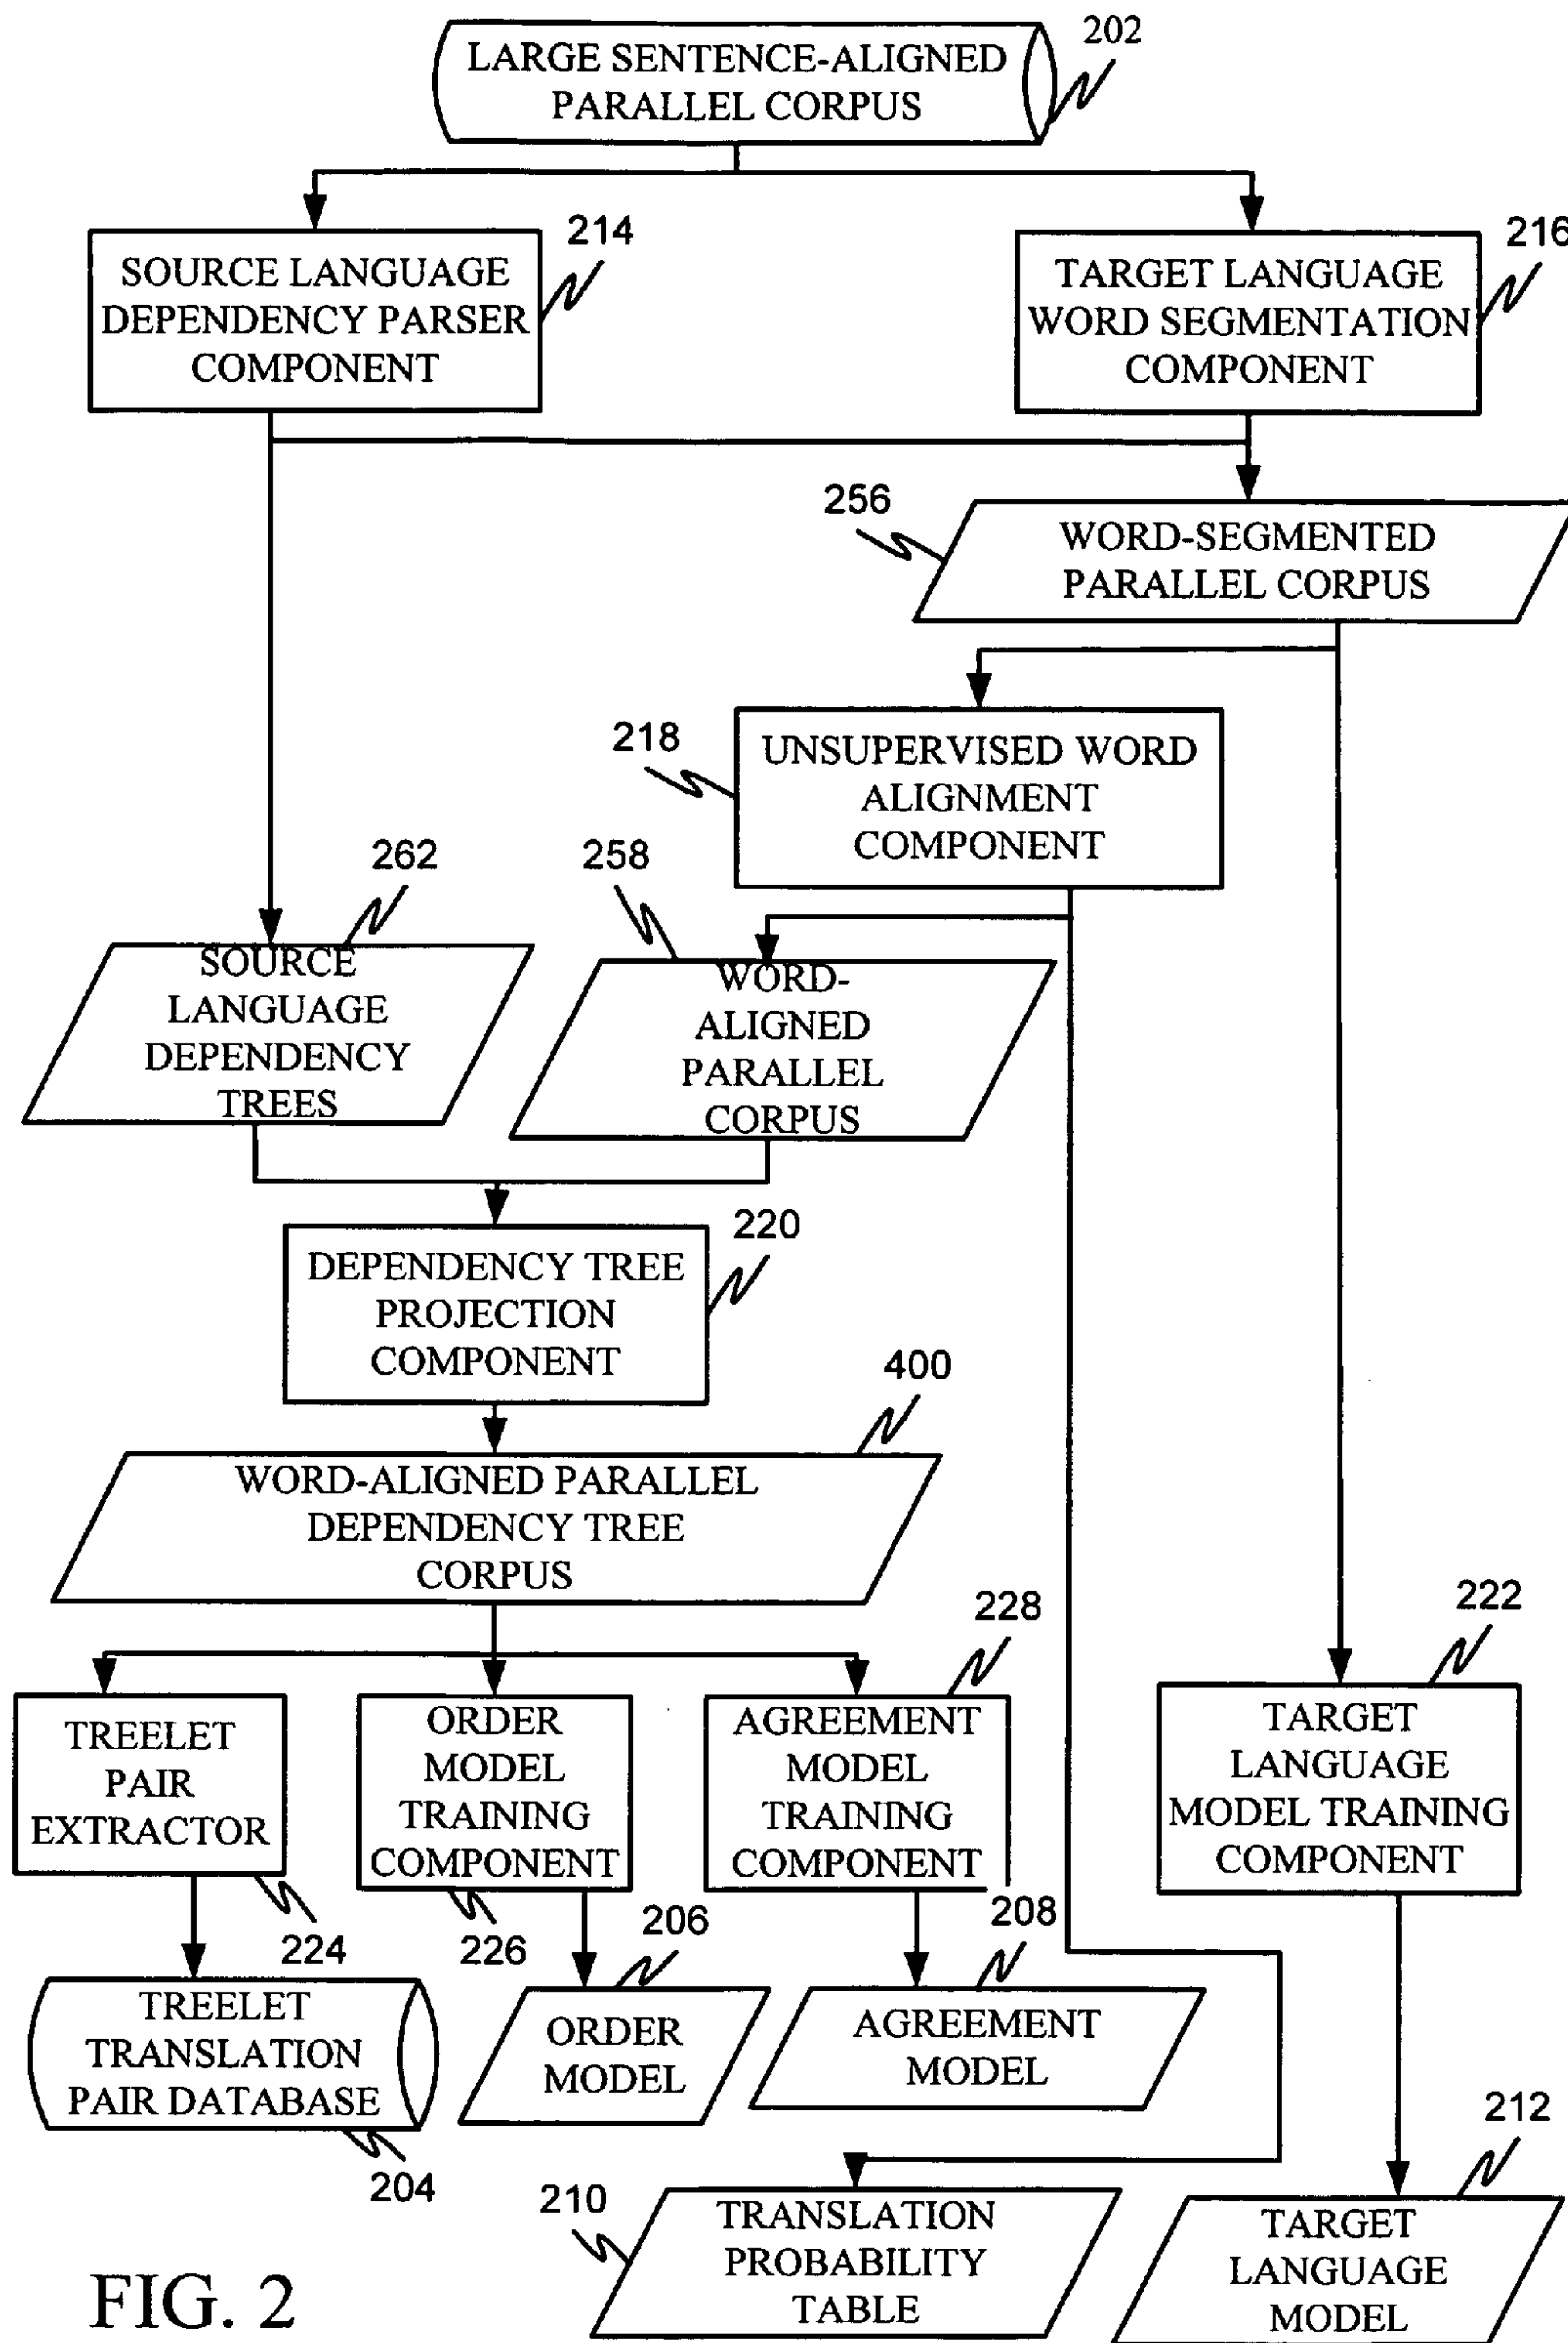 202
LARGE SENTENCE-ALIGNED
PARALLEL CORPUS
214
SOURCE LANGUAGE
DEPENDENCY PARSER
COMPONENT
216
TARGET LANGUAGE
WORD SEGMENTATION
COMPONENT
256
WORD-SEGMENTED
PARALLEL CORPUS
218
UNSUPERVISED WORD
ALIGNMENT
COMPONENT
262
SOURCE
LANGUAGE
DEPENDENCY
TREES
258
WORD-
ALIGNED
PARALLEL
CORPUS
220
DEPENDENCY TREE
PROJECTION
COMPONENT
400
WORD-ALIGNED PARALLEL
DEPENDENCY TREE
CORPUS
TREELET
PAIR
EXTRACTOR
224
ORDER
MODEL
TRAINING
COMPONENT
226
228
AGREEMENT
MODEL
TRAINING
COMPONENT
222
TARGET
LANGUAGE
MODEL TRAINING
COMPONENT
TREELET
TRANSLATION
PAIR DATABASE
204
206
ORDER
MODEL
208
AGREEMENT
MODEL
210
TRANSLATION
PROBABILITY
TABLE
212
TARGET
LANGUAGE
MODEL
FIG. 2